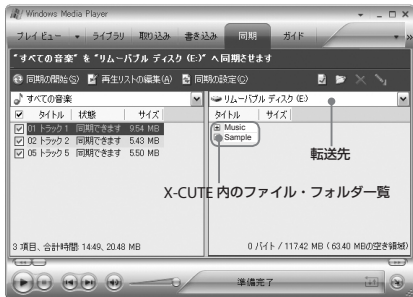 Windows Media Player
プレイ ビュー ライブラリ 取り込み 書き込み 同期 ガイド »
"すべての音楽" を "リムーバブル ディスク (E:)" へ同期させます
同期の開始(S) 再生リストの編集(A) 同期の設定(O)
すべての音楽 リムーバブル ディスク (E:)
タイトル 状態 サイズ タイトル サイズ
01 トラック 1 同期できます 9.54 MB Music
02 トラック 2 同期できます 5.43 MB Sample
05 トラック 5 同期できます 5.50 MB
転送先
X-CUTE 内のファイル・フォルダ一覧
3 項目、合計時間: 14:49、20.48 MB 0 バイト / 117.42 MB (63.40 MBの空き領域)
準備完了